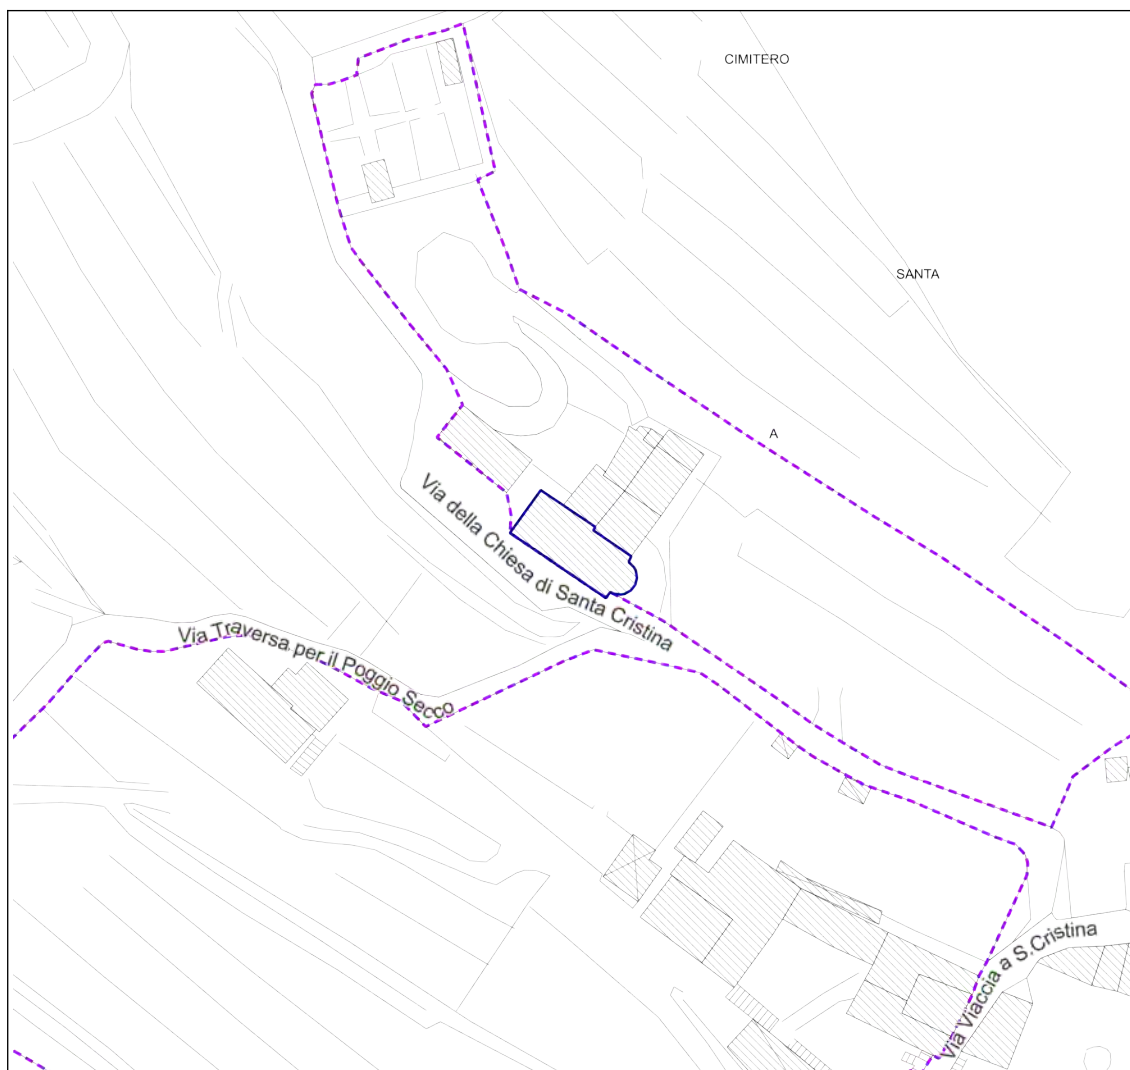 CIMITERO
SANTA
A
Via della Chiesa di Santa Cristina
Via Traversa per il Poggio Secco
Via Viaccia a S.Cristina